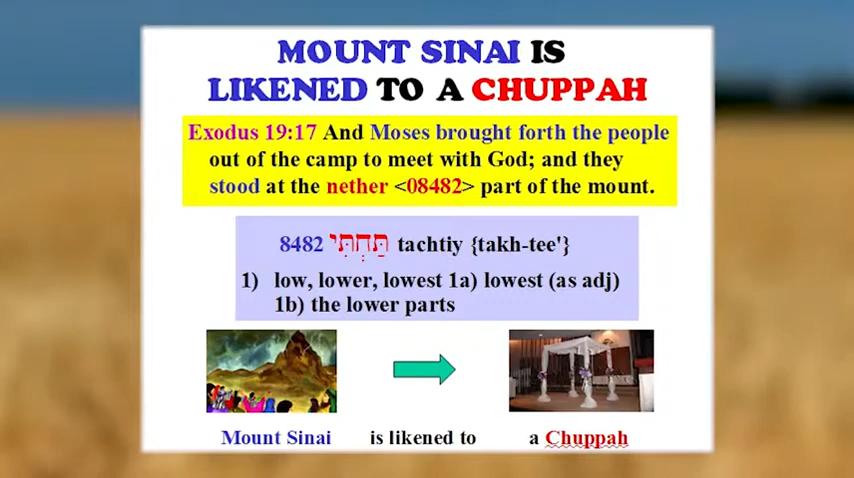 MOUNT SINAI IS
LIKENED TO A CHUPPAH
Exodus 19:17 And Moses brought forth the people
out of the camp to meet with God; and they
stood at the nether <08482> part of the mount.
8482 תַּחְתִּי tachtiy {takh-tee'}
1) low, lower, lowest 1a) lowest (as adj)
1b) the lower parts
Mount Sinai is likened to a Chuppah